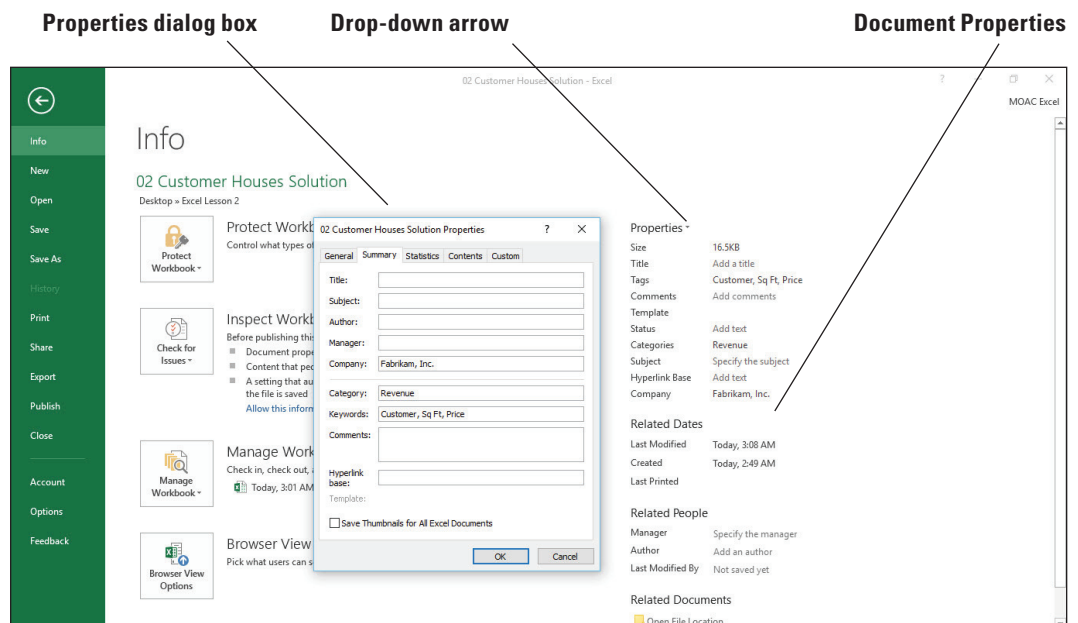 Properties dialog box
Drop-down arrow
Document Properties
02 Customer Houses Solution - Excel
?
MOAC Excel
Info
New
Open
Save
Save As
History
Print
Share
Export
Publish
Close
Account
Options
Feedback
Info
02 Customer Houses Solution
Desktop » Excel Lesson 2
Protect Workbook
Protect
Control what types of
Check for Issues
Inspect
Before publishing
Document
Content that
A setting that
the file is saved
Allow this
Manage Workbook
Manage
Check in, check out,
Today, 3:01 AM
Browser View Options
Browser View
Pick what users can
02 Customer Houses Solution Properties
?
General Summary Statistics Contents Custom
Title:
Subject:
Author:
Manager:
Company: Fabrikam, Inc.
Category: Revenue
Keywords: Customer, Sq Ft, Price
Comments:
Hyperlink
base:
Template:
Save Thumbnails for All Excel Documents
OK Cancel
Properties
Size 16.5KB
Title Add a title
Tags Customer, Sq Ft, Price
Comments Add comments
Template
Status Add text
Categories Revenue
Subject Specify the subject
Hyperlink Base Add text
Company Fabrikam, Inc.
Related Dates
Last Modified Today, 3:08 AM
Created Today, 2:49 AM
Last Printed
Related People
Manager Specify the manager
Author Add an author
Last Modified By Not saved yet
Related Documents
Open File Location